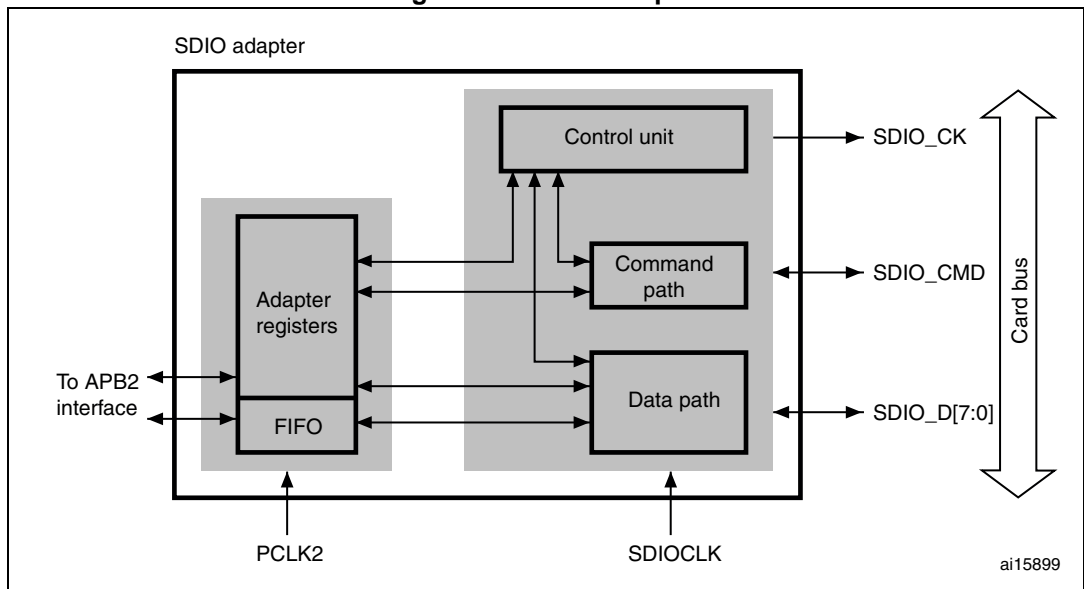 SDIO adapter
Control unit
SDIO_CK
Command
path
SDIO_CMD
Adapter
registers
Card bus
To APB2
interface
Data path
SDIO_D[7:0]
FIFO
PCLK2
SDIOCLK
ai15899